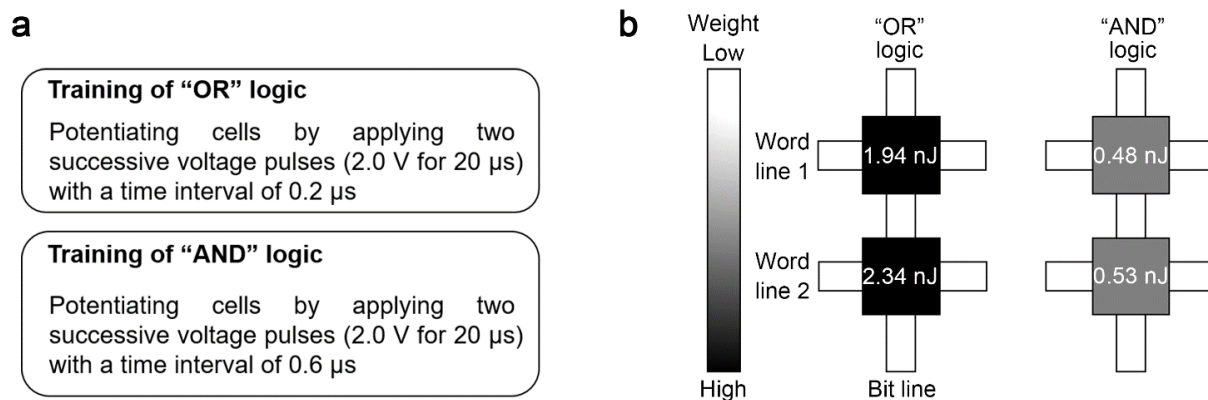 a
Training of “OR” logic
Potentiating cells by applying two
successive voltage pulses (2.0 V for 20 µs)
with a time interval of 0.2 µs
Training of “AND” logic
Potentiating cells by applying two
successive voltage pulses (2.0 V for 20 µs)
with a time interval of 0.6 µs
b
Weight
Low
High
“OR”
logic
“AND”
logic
Word
line 1
1.94 nJ
0.48 nJ
Word
line 2
2.34 nJ
0.53 nJ
Bit line